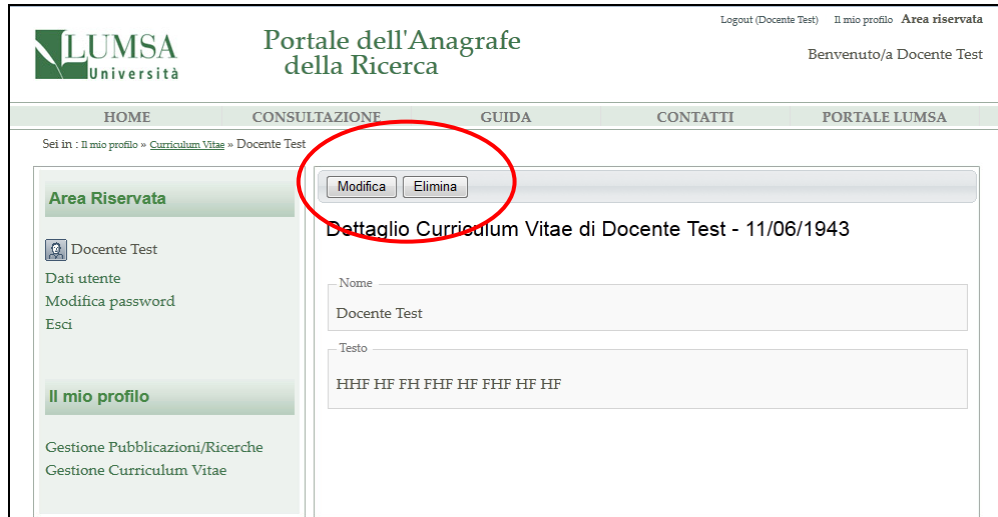 Logout (Docente Test) Il mio profilo Area riservata
LUMSA
Università
Portale dell'Anagrafe
della Ricerca
Benvenuto/a Docente Test
HOME CONSULTAZIONE GUIDA CONTATTI PORTALE LUMSA
Sei in : Il mio profilo » Curriculum Vitae » Docente Test
Area Riservata
Docente Test
Dati utente
Modifica password
Esci
Il mio profilo
Gestione Pubblicazioni/Ricerche
Gestione Curriculum Vitae
Modifica Elimina
Dettaglio Curriculum Vitae di Docente Test - 11/06/1943
Nome
Docente Test
Testo
HHF HF FH FHF HF FHF HF HF